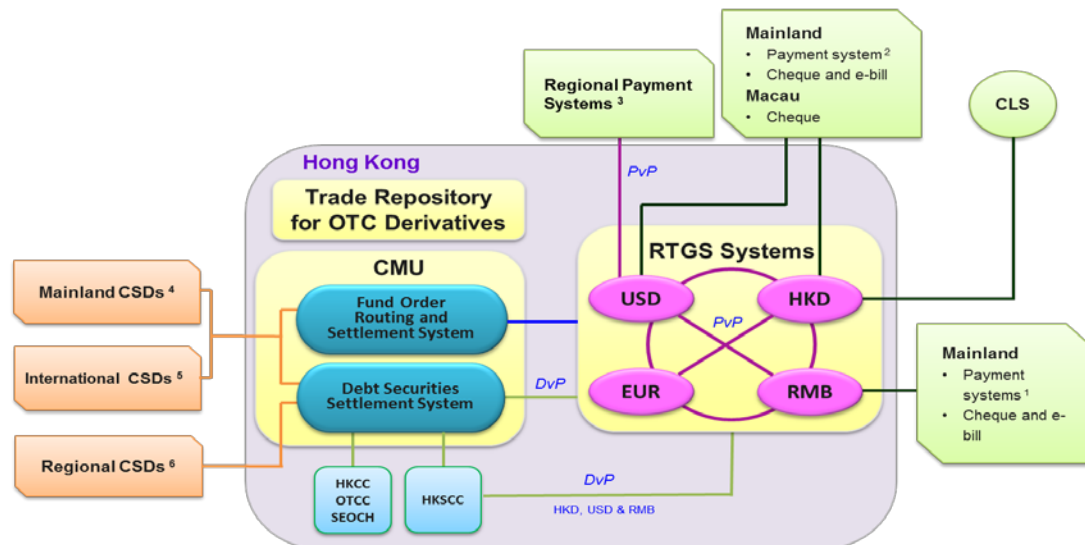 Mainland
• Payment system 2
• Cheque and e-bill
Macau
• Cheque
Regional Payment
Systems 3
CLS
Hong Kong
PvP
Trade Repository
for OTC Derivatives
RTGS Systems
CMU
Mainland CSDs 4
Fund Order
Routing and
Settlement System
USD
HKD
PvP
International CSDs 5
Debt Securities
Settlement System
DvP
EUR
RMB
Mainland
• Payment
systems 1
• Cheque and e-
bill
Regional CSDs 6
HKCC
OTCC
SEOCH
HKSCC
DvP
HKD, USD & RMB